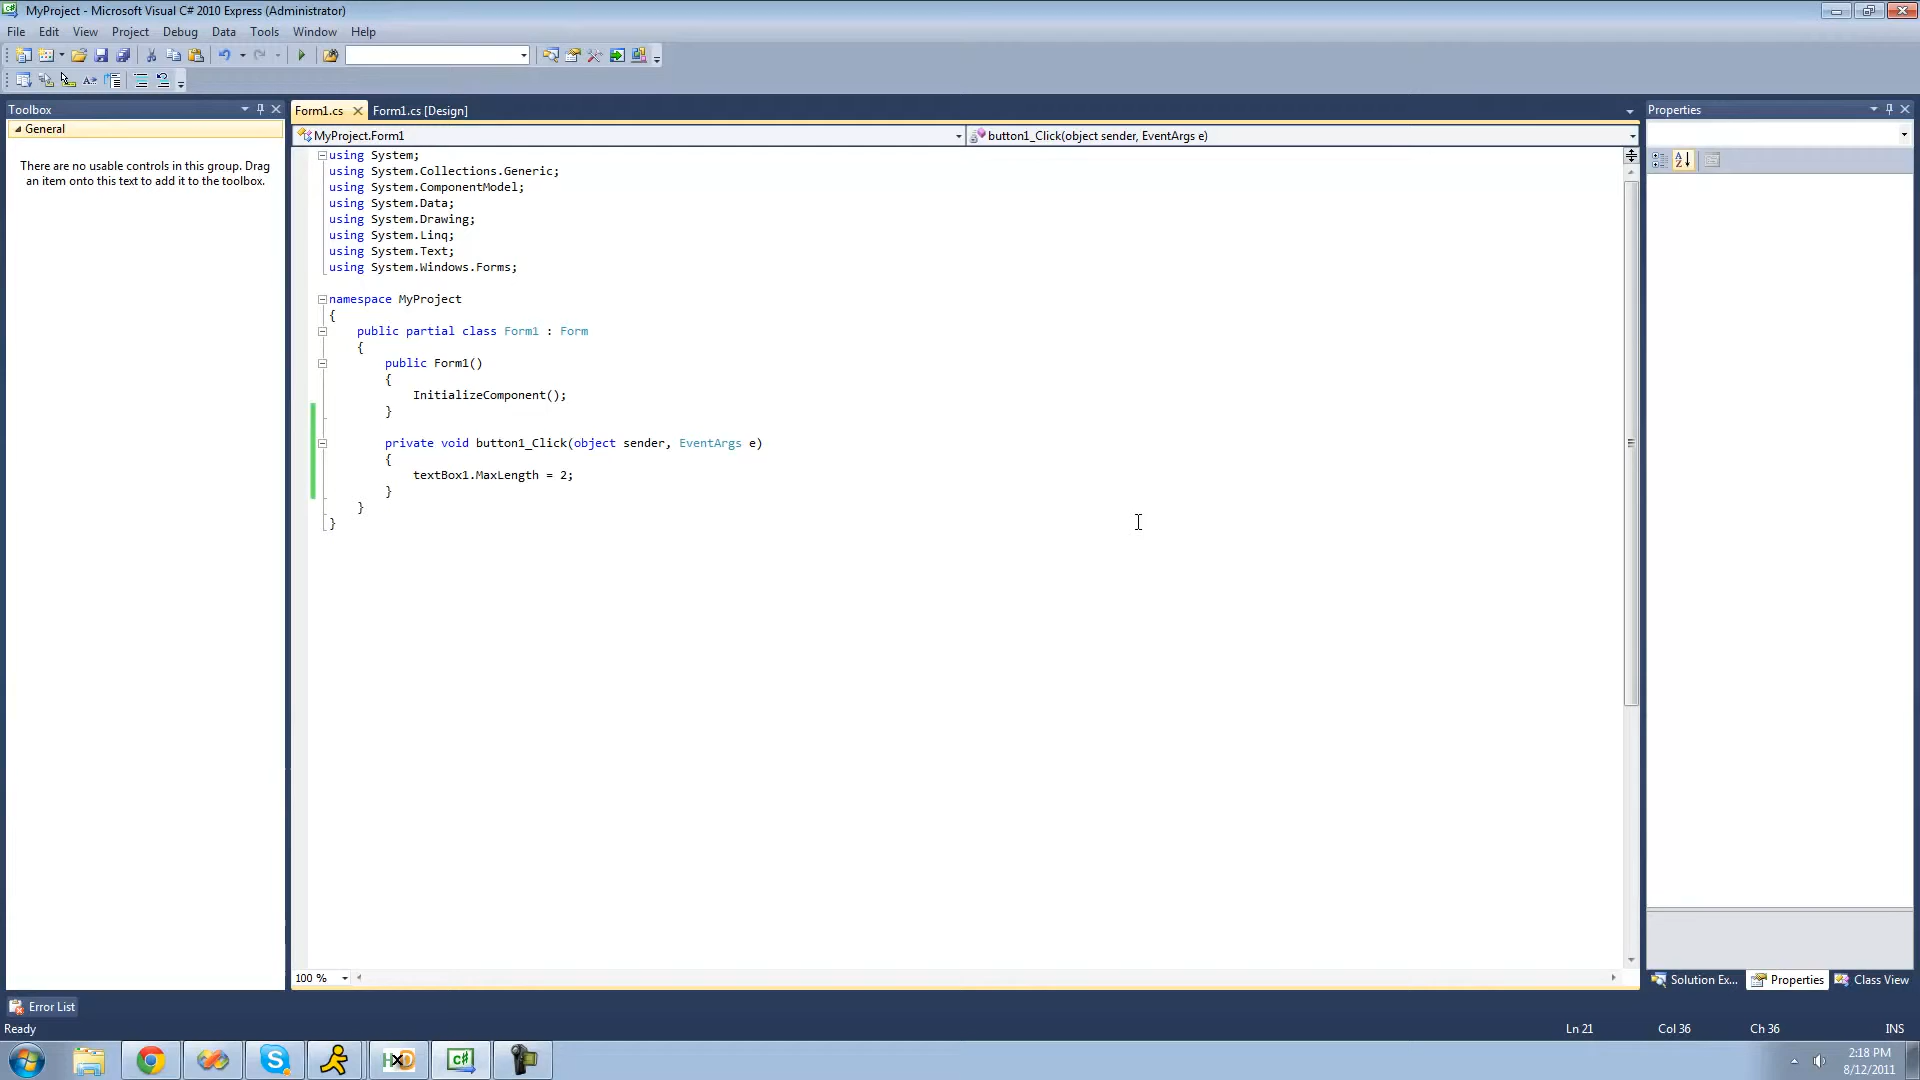 MyProject - Microsoft Visual C# 2010 Express (Administrator)
File Edit View Project Debug Data Tools Window Help
Toolbox
General
There are no usable controls in this group. Drag
an item onto this text to add it to the toolbox.
Form1.cs
Form1.cs [Design]
MyProject.Form1
button1_Click(object sender, EventArgs e)
using System;
using System.Collections.Generic;
using System.ComponentModel;
using System.Data;
using System.Drawing;
using System.Linq;
using System.Text;
using System.Windows.Forms;
namespace MyProject
{
public partial class Form1 : Form
{
public Form1()
{
InitializeComponent();
}
private void button1_Click(object sender, EventArgs e)
{
textBox1.MaxLength = 2;
}
}
}
100 %
Properties
Solution Ex...
Properties
Class View
Error List
Ready
Ln 21
Col 36
Ch 36
INS
2:18 PM
8/12/2011